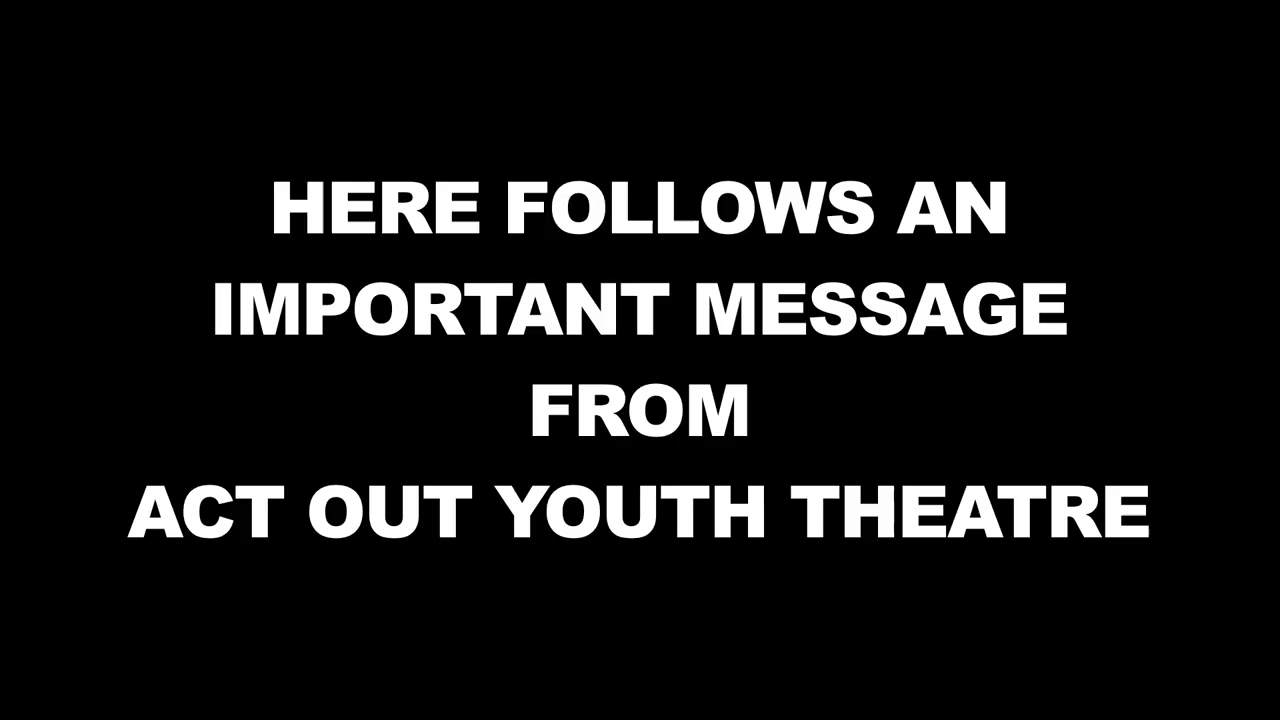 HERE FOLLOWS AN
IMPORTANT MESSAGE
FROM
ACT OUT YOUTH THEATRE